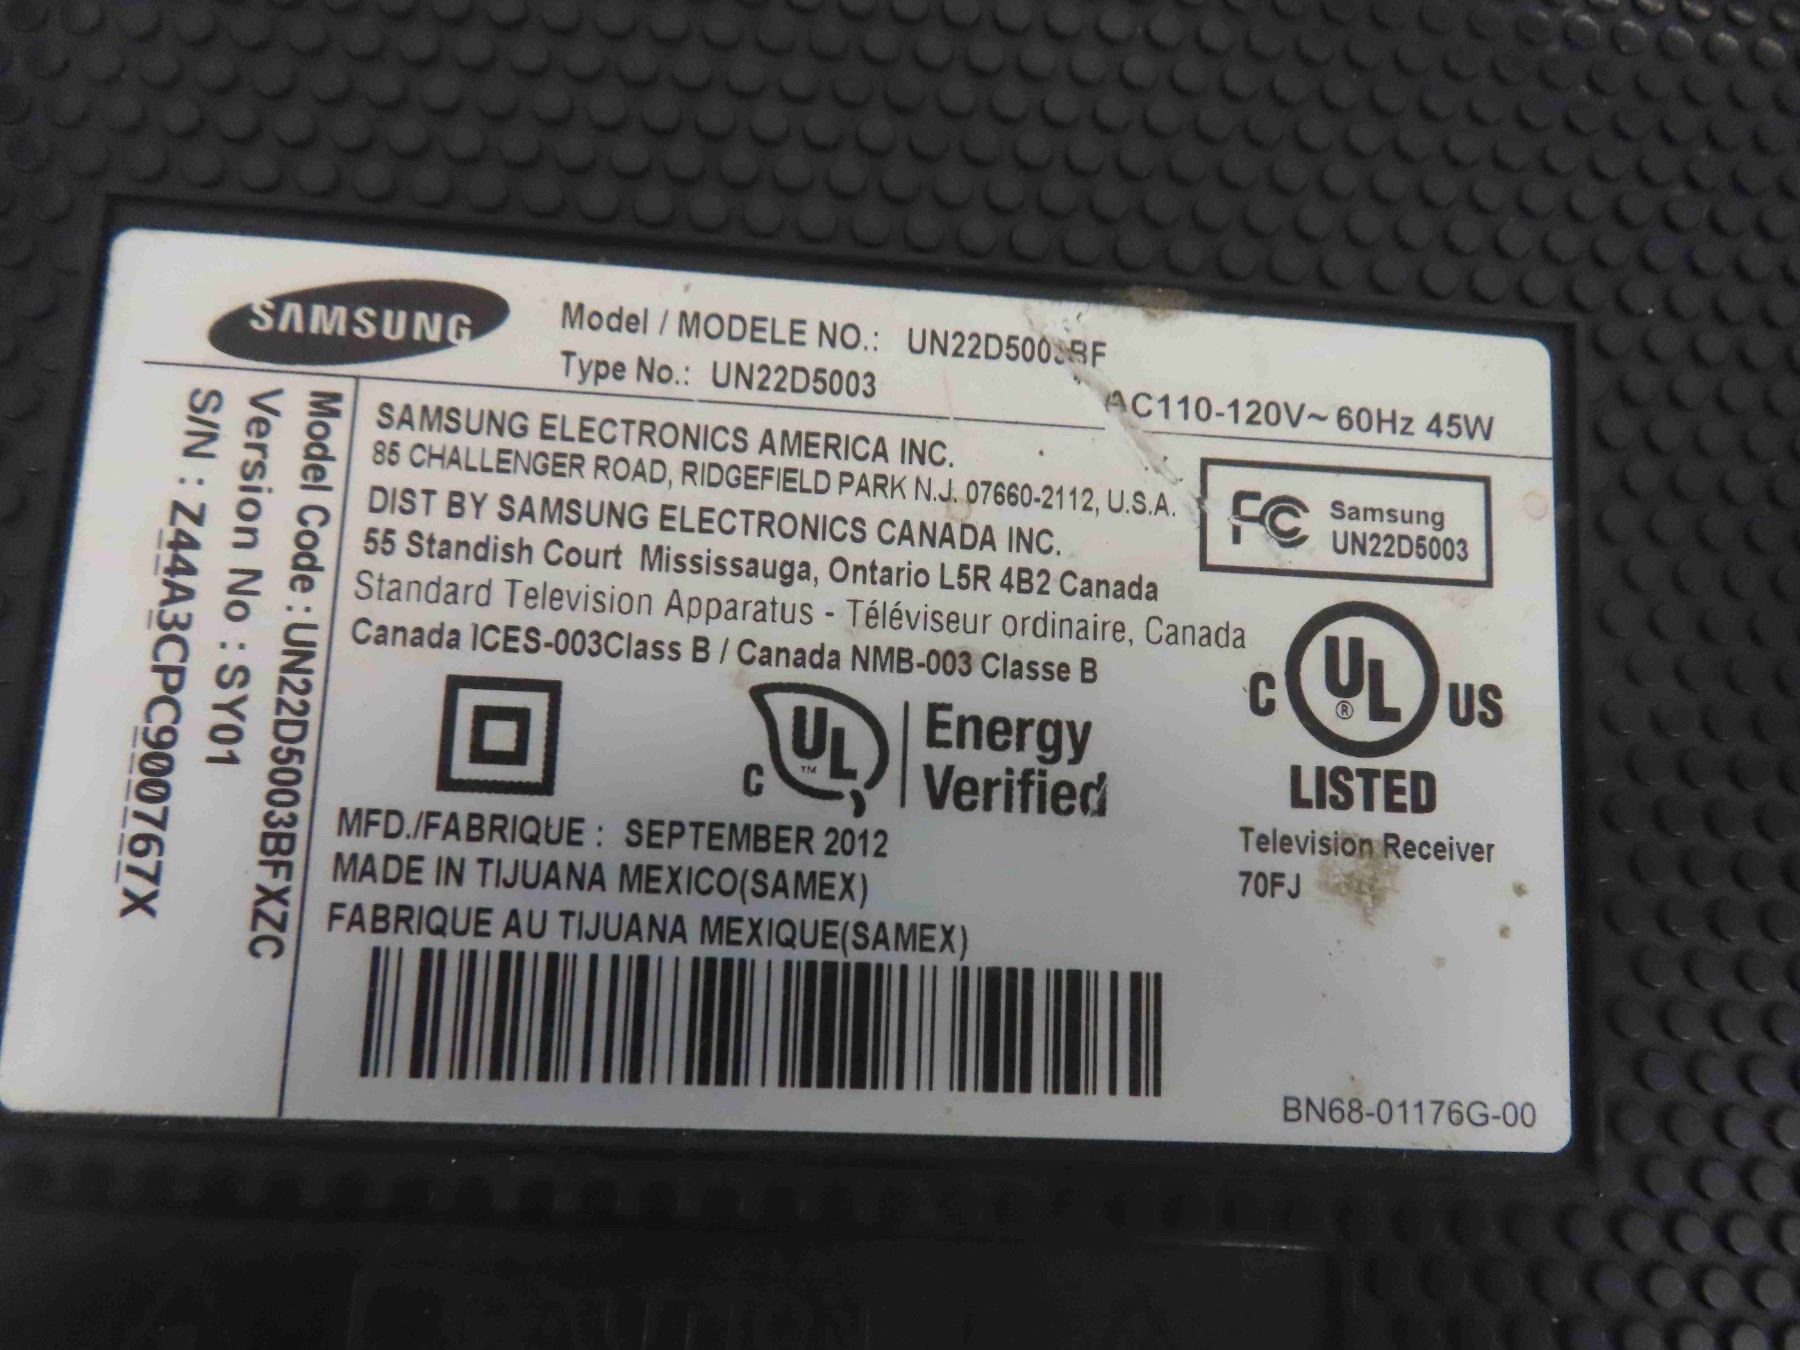 SAMSUNG
Model / MODELE NO.: UN22D5003BF
Type No.: UN22D5003
AC110-120V~ 60Hz 45W
Model Code : UN22D5003BFXZC
Version No : SY01
S/N : Z44A3CPC900767X
SAMSUNG ELECTRONICS AMERICA INC.
85 CHALLENGER ROAD, RIDGEFIELD PARK N.J. 07660-2112, U.S.A.
DIST BY SAMSUNG ELECTRONICS CANADA INC.
55 Standish Court Mississauga, Ontario L5R 4B2 Canada
Standard Television Apparatus - Téléviseur ordinaire, Canada
Canada ICES-003Class B / Canada NMB-003 Classe B
FC
Samsung
UN22D5003
C UL ™
Energy
Verified
C UL ® US
LISTED
Television Receiver
70FJ
MFD./FABRIQUE : SEPTEMBER 2012
MADE IN TIJUANA MEXICO(SAMEX)
FABRIQUE AU TIJUANA MEXIQUE(SAMEX)
BN68-01176G-00